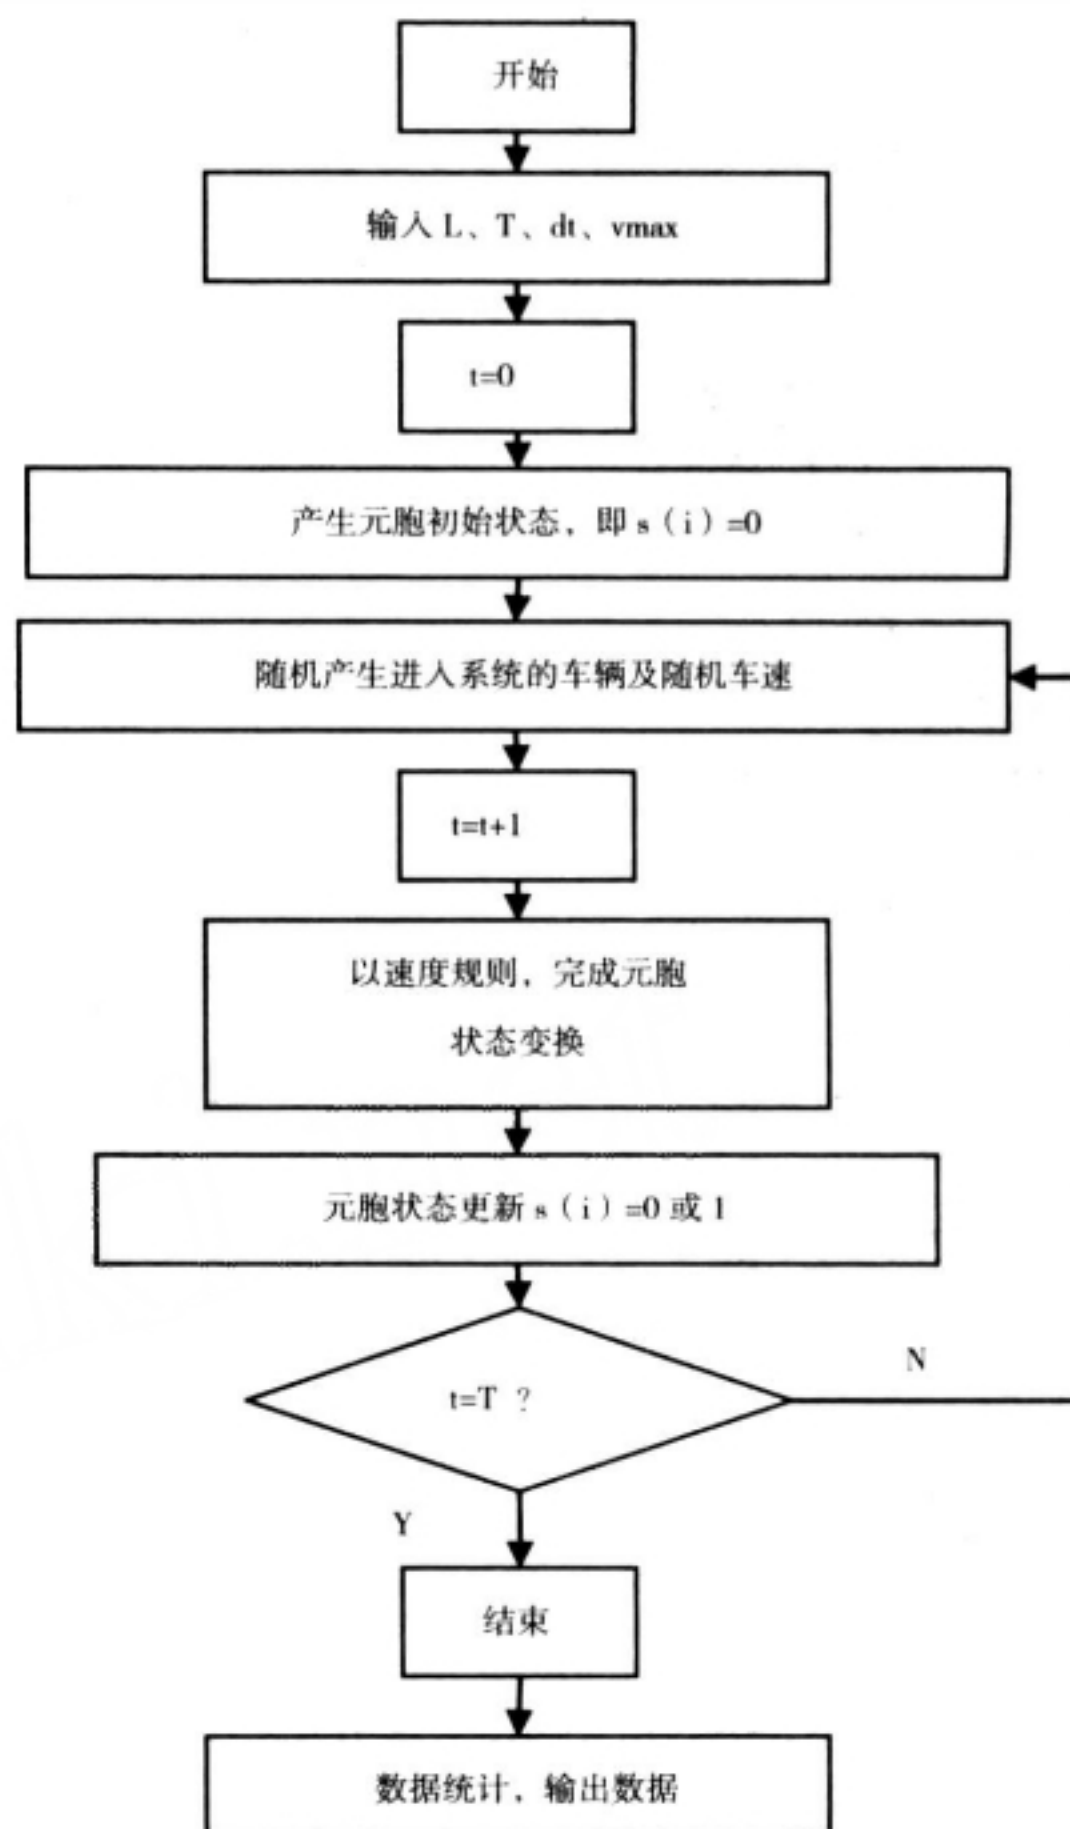 开始
输入 L、T、dt、vmax
t=0
产生元胞初始状态，即 s（i）=0
随机产生进入系统的车辆及随机车速
t=t+1
以速度规则，完成元胞
状态变换
元胞状态更新 s（i）=0 或 1
t=T ？
N
Y
结束
数据统计，输出数据